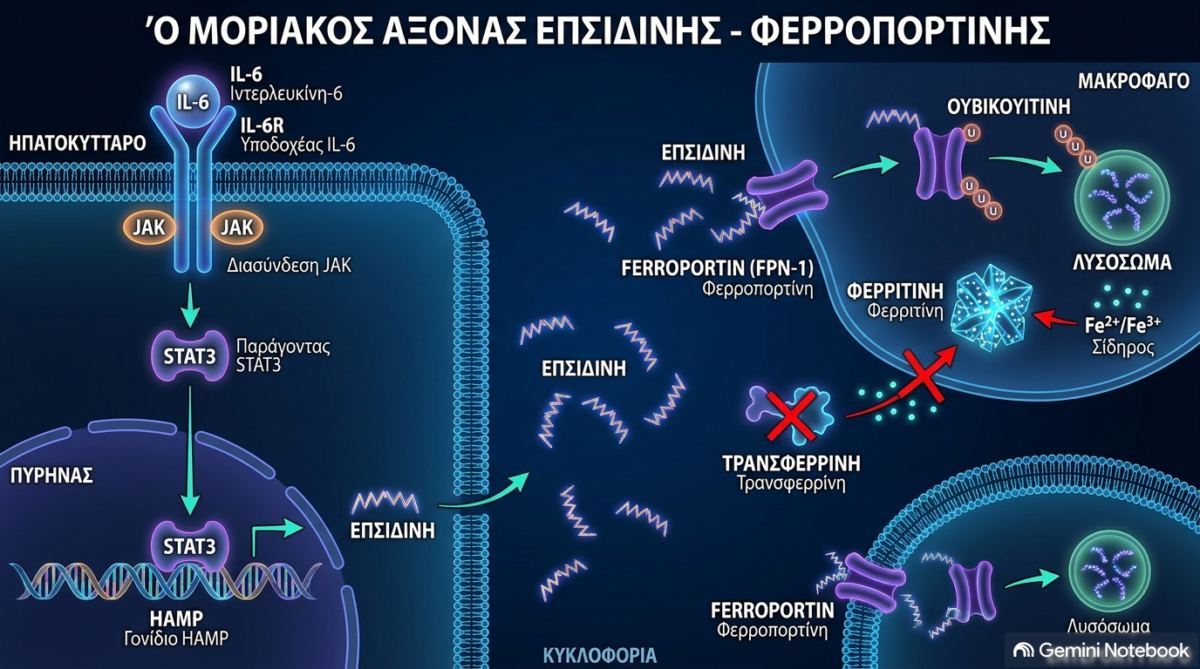 Ὁ ΜΟΡΙΑΚΟΣ ΑΞΟΝΑΣ ΕΠΣΙΔΙΝΗΣ - ΦΕΡΡΟΠΟΡΤΙΝΗΣ
IL-6
IL-6
Ιντερλευκίνη-6
IL-6R
Υποδοχέας IL-6
ΗΠΑΤΟΚΥΤΤΑΡΟ
JAK
JAK
Διασύνδεση JAK
STAT3
Παράγοντας
STAT3
ΠΥΡΗΝΑΣ
STAT3
HAMP
Γονίδιο HAMP
ΕΠΣΙΔΙΝΗ
ΕΠΣΙΔΙΝΗ
ΚΥΚΛΟΦΟΡΙΑ
ΜΑΚΡΟΦΑΓΟ
ΟΥΒΙΚΟΥΙΤΙΝΗ
ΕΠΣΙΔΙΝΗ
U
U
U
U
U
U
U
FERROPORTIN (FPN-1)
Φερροπορτίνη
ΛΥΣΟΣΩΜΑ
ΦΕΡΡΙΤΙΝΗ
Φερριτίνη
Fe²⁺/Fe³⁺
Σίδηρος
ΤΡΑΝΣΦΕΡΡΙΝΗ
Τρανσφερρίνη
FERROPORTIN
Φερροπορτίνη
Λυσόσωμα
Gemini Notebook